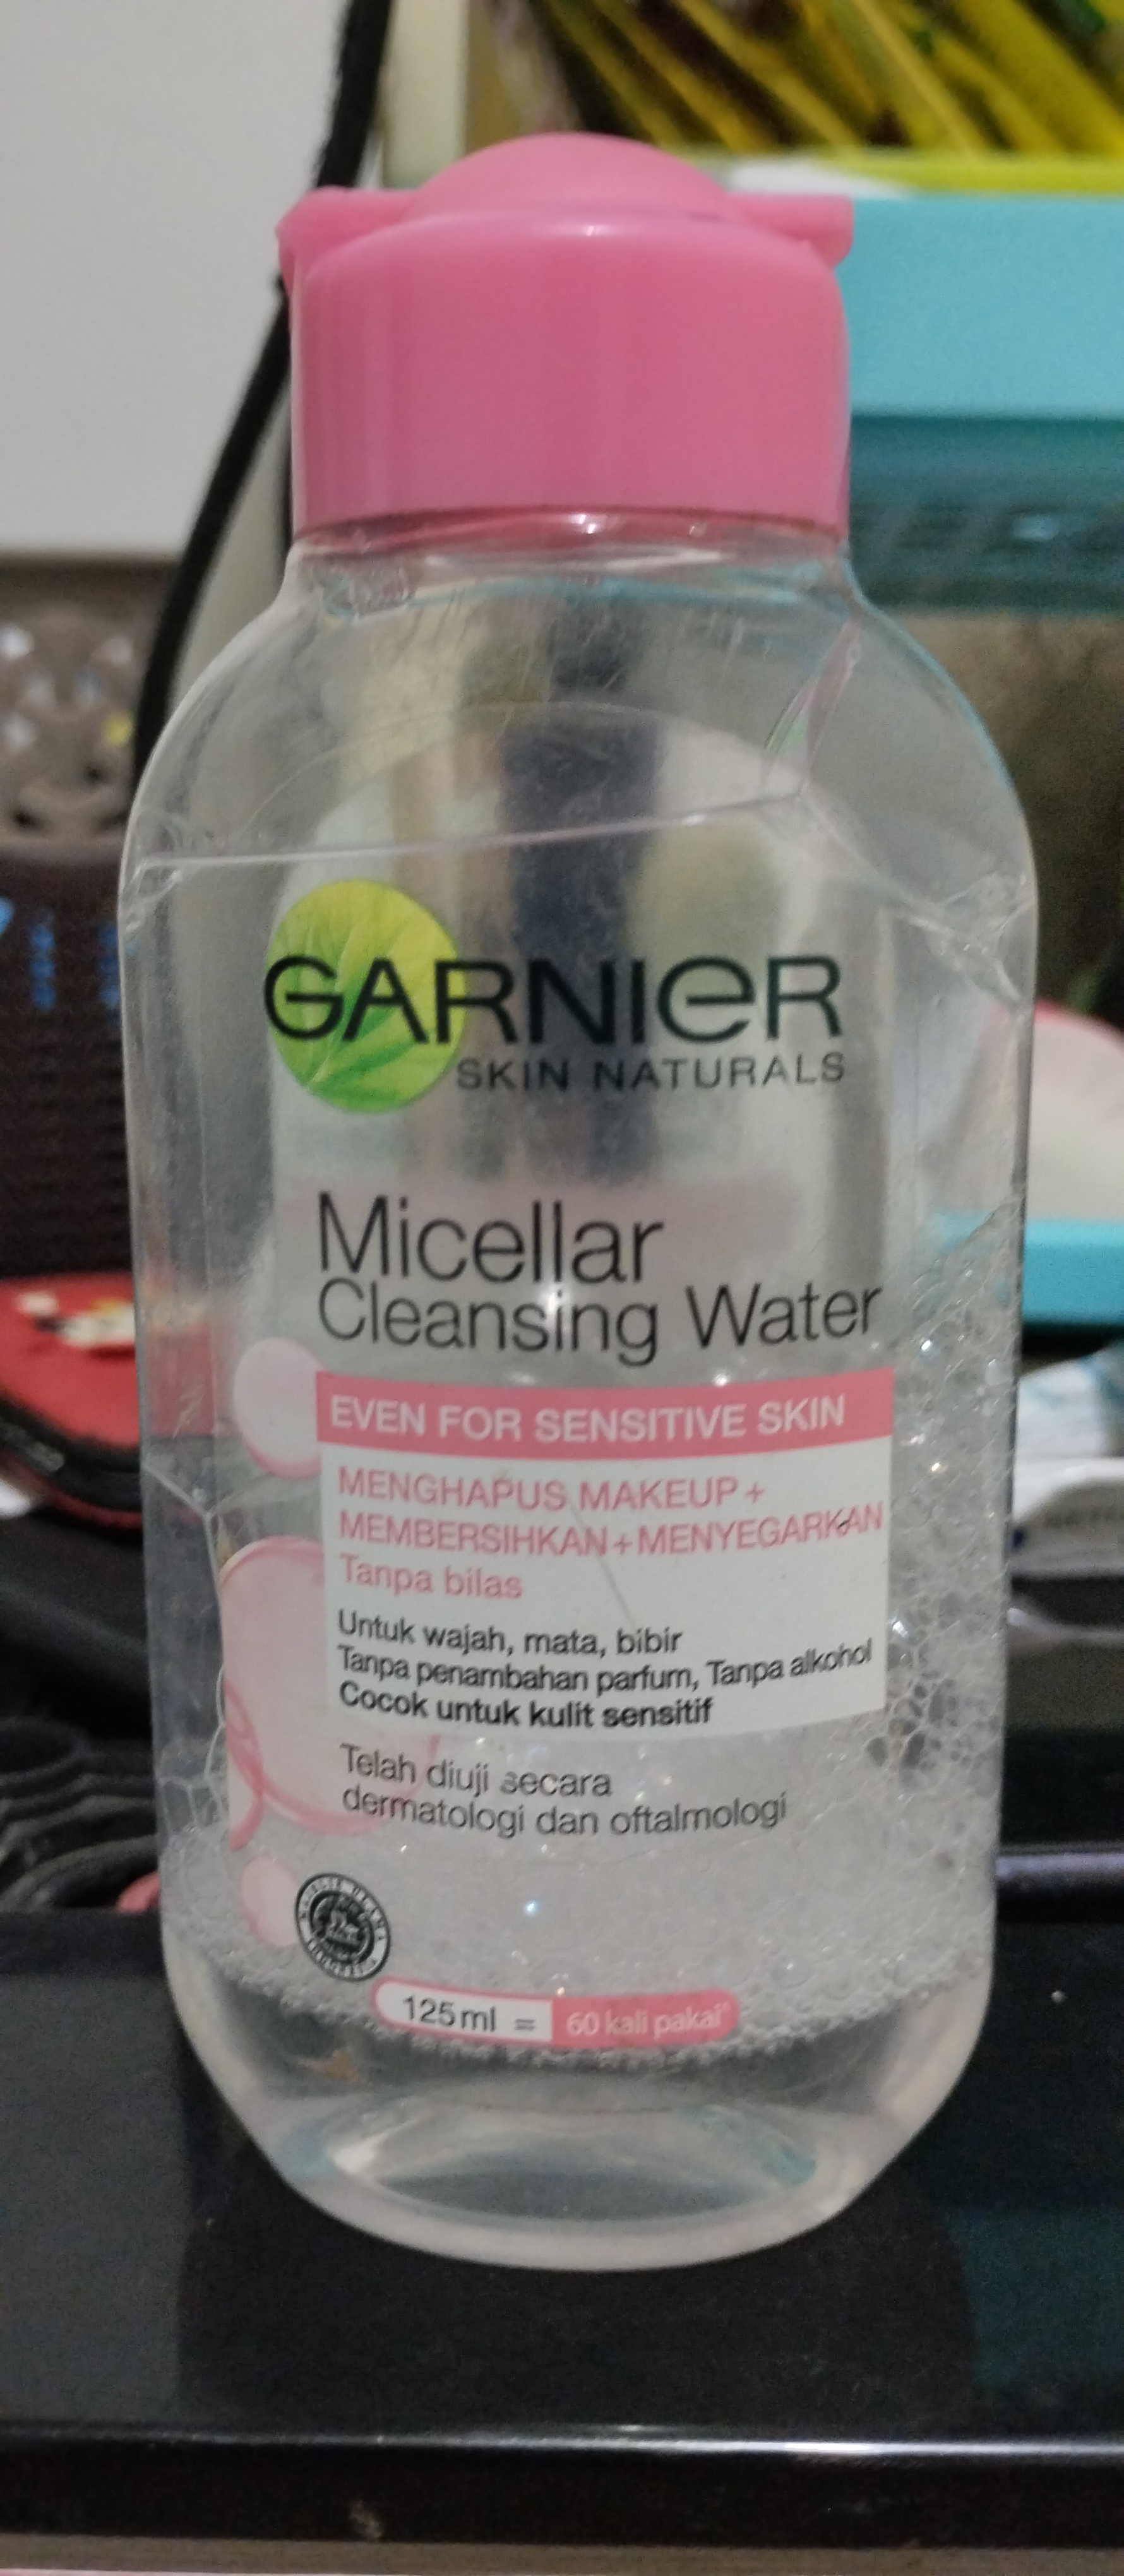 GARNIER
SKIN NATURALS
Micellar
Cleansing Water
EVEN FOR SENSITIVE SKIN
MENGHAPUS MAKEUP +
MEMBERSIHKAN + MENYEGARKAN
Tanpa bilas
Untuk wajah, mata, bibir
Tanpa penambahan parfum, Tanpa alkohol
Cocok untuk kulit sensitif
Telah diuji secara
dermatologi dan oftalmologi
125ml = 60 kali pakai*